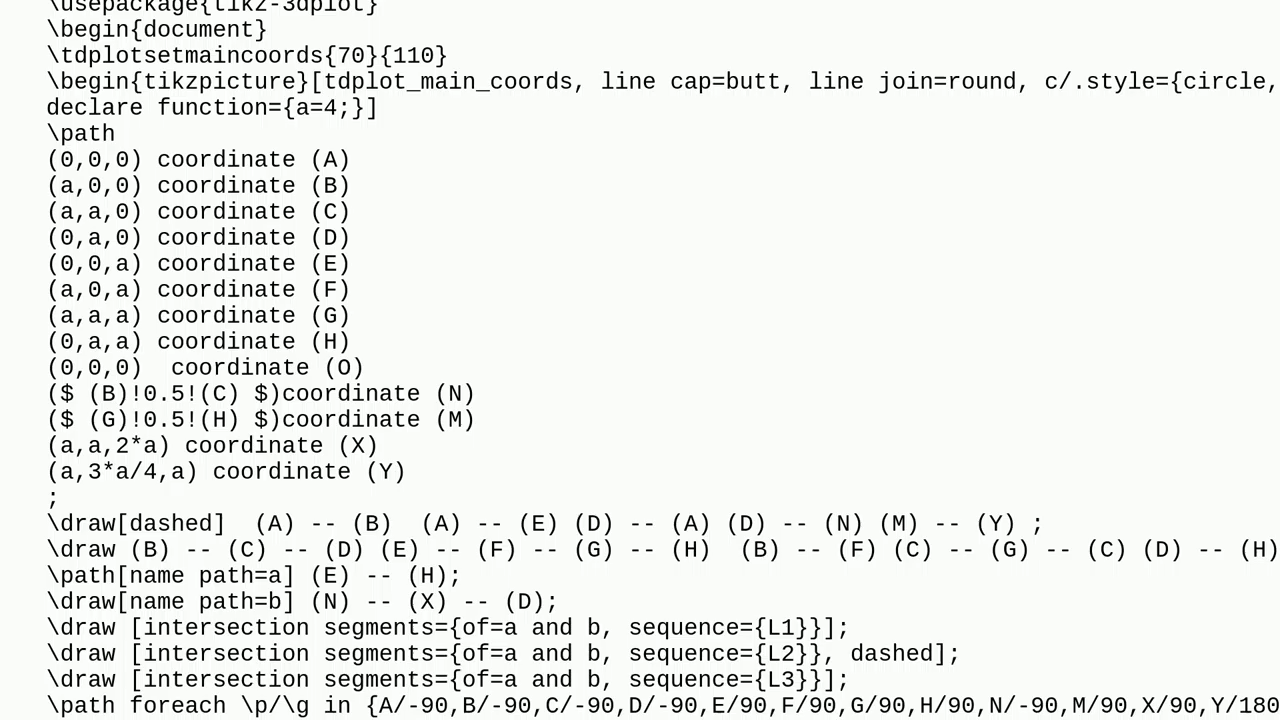 \usepackage{tikz-3dplot}
\begin{document}
\tdplotsetmaincoords{70}{110}
\begin{tikzpicture}[tdplot_main_coords, line cap=butt, line join=round, c/.style={circle,
declare function={a=4;}]
\path
(0,0,0) coordinate (A)
(a,0,0) coordinate (B)
(a,a,0) coordinate (C)
(0,a,0) coordinate (D)
(0,0,a) coordinate (E)
(a,0,a) coordinate (F)
(a,a,a) coordinate (G)
(0,a,a) coordinate (H)
(0,0,0)  coordinate (O)
($ (B)!0.5!(C) $)coordinate (N)
($ (G)!0.5!(H) $)coordinate (M)
(a,a,2*a) coordinate (X)
(a,3*a/4,a) coordinate (Y)
;
\draw[dashed]  (A) -- (B)  (A) -- (E) (D) -- (A) (D) -- (N) (M) -- (Y) ;
\draw (B) -- (C) -- (D) (E) -- (F) -- (G) -- (H)  (B) -- (F) (C) -- (G) -- (C) (D) -- (H)
\path[name path=a] (E) -- (H);
\draw[name path=b] (N) -- (X) -- (D);
\draw [intersection segments={of=a and b, sequence={L1}}];
\draw [intersection segments={of=a and b, sequence={L2}}, dashed];
\draw [intersection segments={of=a and b, sequence={L3}}];
\path foreach \p/\g in {A/-90,B/-90,C/-90,D/-90,E/90,F/90,G/90,H/90,N/-90,M/90,X/90,Y/180